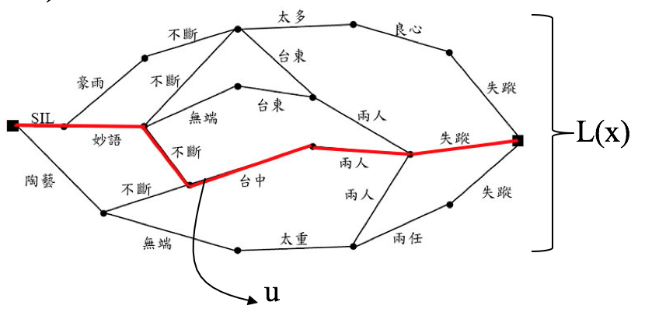 太多
不斷
良心
台東
豪雨
不斷
失蹤
SIL
無端
台東
兩人
L(x)
妙語
不斷
失蹤
兩人
陶藝
不斷
台中
兩人
失蹤
無端
太重
兩任
u